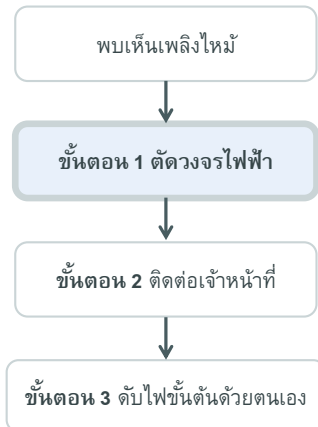 พบเห็นเพลิงไหม้
ขั้นตอน 1 ตัดวงจรไฟฟ้า
ขั้นตอน 2 ติดต่อเจ้าหน้าที่
ขั้นตอน 3 ดับไฟขั้นต้นด้วยตนเอง